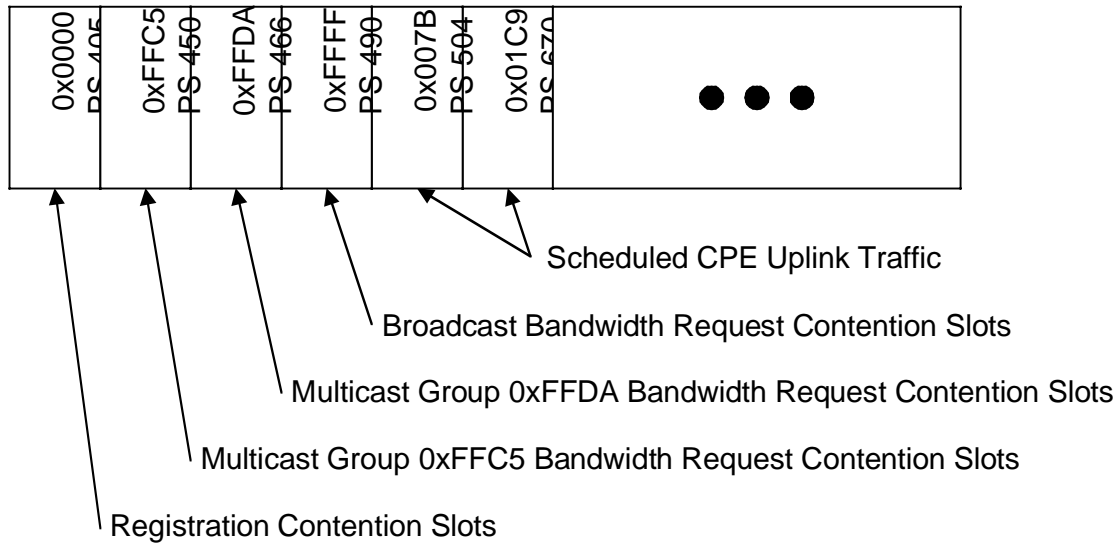 0x0000
PS 405
0xFFC5
PS 450
0xFFDA
PS 466
0xFFFF
PS 490
0x007B
PS 504
0x01C9
PS 670
Scheduled CPE Uplink Traffic
Broadcast Bandwidth Request Contention Slots
Multicast Group 0xFFDA Bandwidth Request Contention Slots
Multicast Group 0xFFC5 Bandwidth Request Contention Slots
Registration Contention Slots